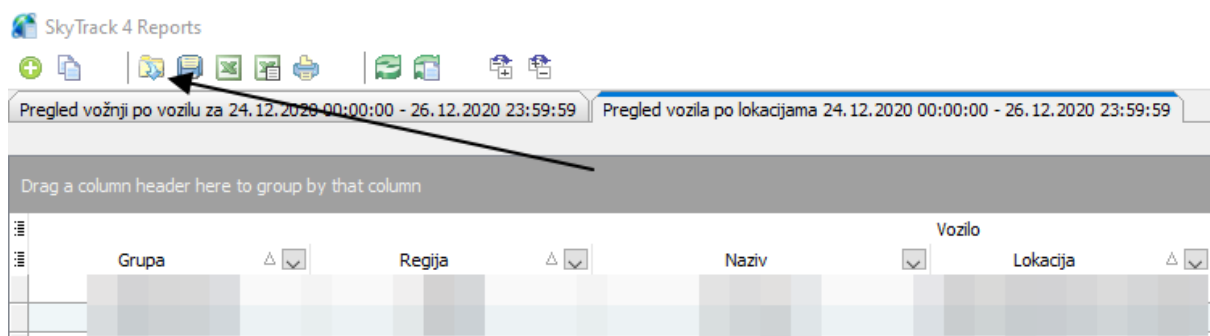 SkyTrack 4 Reports
Pregled vožnji po vozilu za 24.12.2020 00:00:00 - 26.12.2020 23:59:59 Pregled vozila po lokacijama 24.12.2020 00:00:00 - 26.12.2020 23:59:59
Drag a column header here to group by that column
Vozilo
Grupa Regija Naziv Lokacija